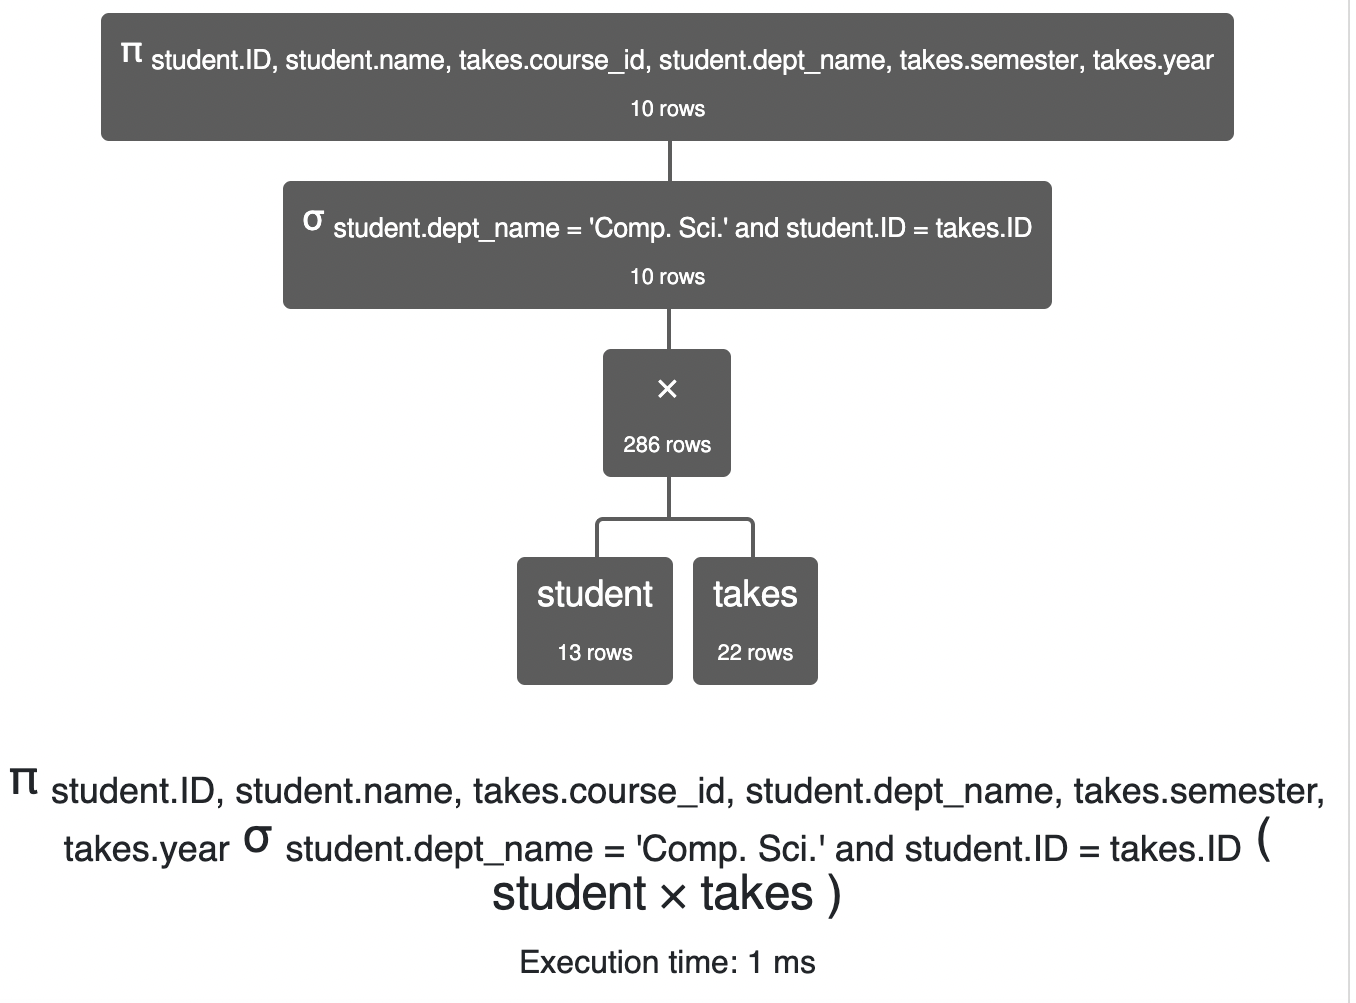 π student.ID, student.name, takes.course_id, student.dept_name, takes.semester, takes.year
10 rows
σ student.dept_name = 'Comp. Sci.' and student.ID = takes.ID
10 rows
×
286 rows
student
13 rows
takes
22 rows
π student.ID, student.name, takes.course_id, student.dept_name, takes.semester,
takes.year σ student.dept_name = 'Comp. Sci.' and student.ID = takes.ID (
student × takes )
Execution time: 1 ms